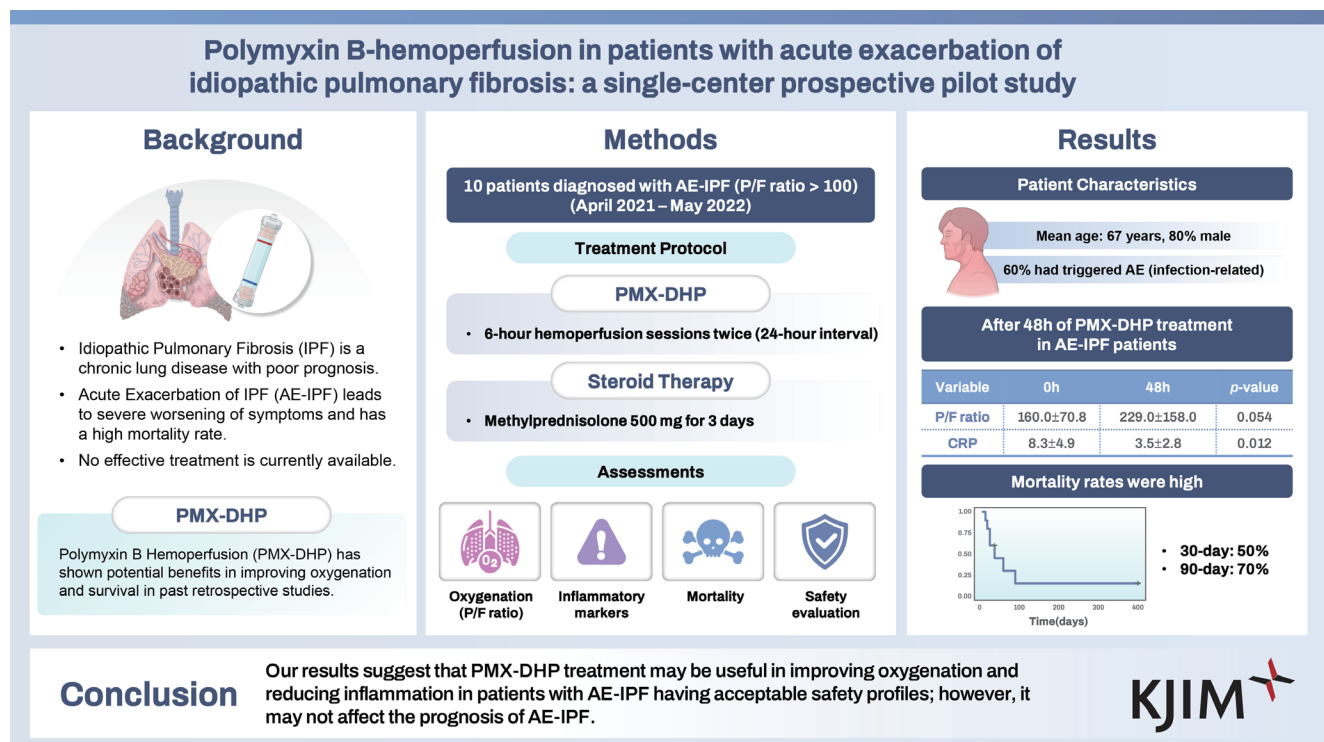 Polymyxin B-hemoperfusion in patients with acute exacerbation of
idiopathic pulmonary fibrosis: a single-center prospective pilot study
Background
• Idiopathic Pulmonary Fibrosis (IPF) is a
chronic lung disease with poor prognosis.
• Acute Exacerbation of IPF (AE-IPF) leads
to severe worsening of symptoms and has
a high mortality rate.
• No effective treatment is currently available.
PMX-DHP
Polymyxin B Hemoperfusion (PMX-DHP) has
shown potential benefits in improving oxygenation
and survival in past retrospective studies.
Methods
10 patients diagnosed with AE-IPF (P/F ratio > 100)
(April 2021 – May 2022)
Treatment Protocol
PMX-DHP
• 6-hour hemoperfusion sessions twice (24-hour interval)
Steroid Therapy
• Methylprednisolone 500 mg for 3 days
Assessments
O2
Oxygenation
(P/F ratio)
Inflammatory
markers
Mortality
Safety
evaluation
Results
Patient Characteristics
Mean age: 67 years, 80% male
60% had triggered AE (infection-related)
After 48h of PMX-DHP treatment
in AE-IPF patients
Variable 0h 48h p-value
P/F ratio 160.0±70.8 229.0±158.0 0.054
CRP 8.3±4.9 3.5±2.8 0.012
Mortality rates were high
1.00
0.75
0.50
0.25
0.00
0 100 200 300 400
Time(days)
• 30-day: 50%
• 90-day: 70%
Conclusion
Our results suggest that PMX-DHP treatment may be useful in improving oxygenation and
reducing inflammation in patients with AE-IPF having acceptable safety profiles; however, it
may not affect the prognosis of AE-IPF.
KJIM